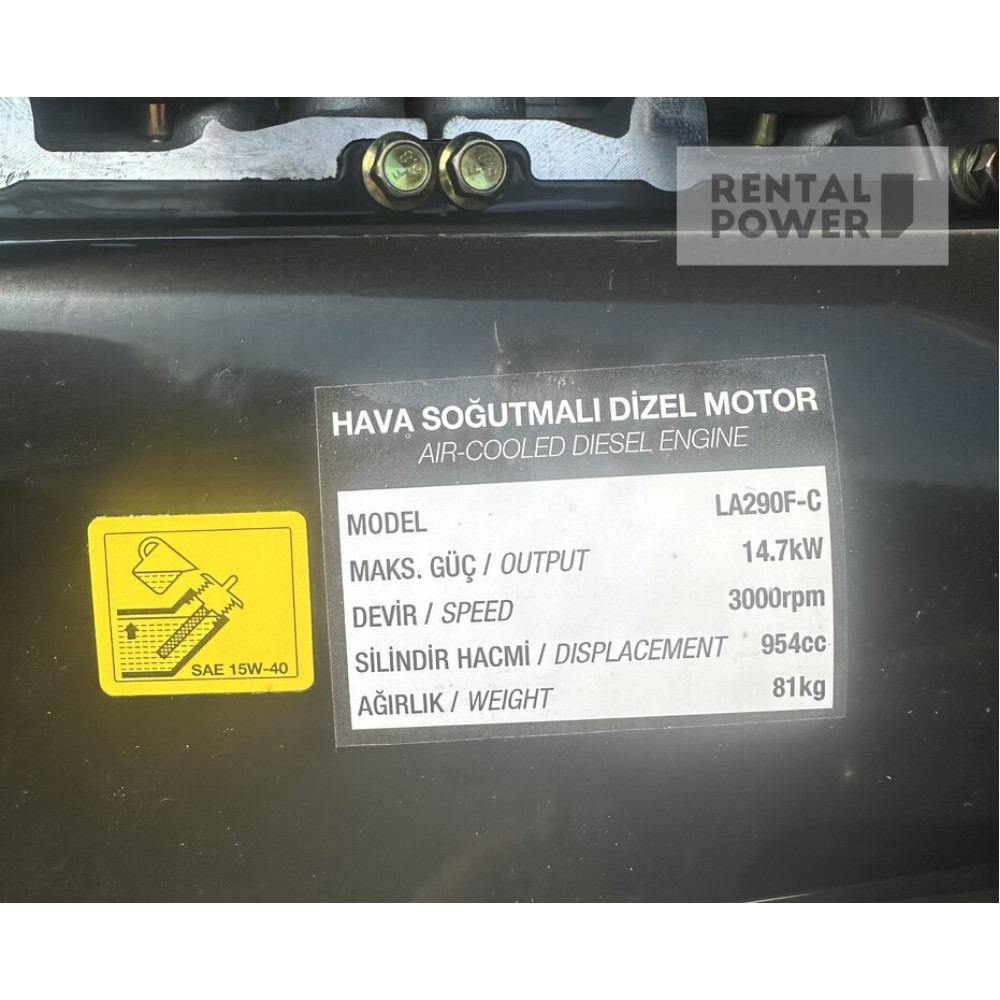 RENTAL
POWER
HAVA SOĞUTMALI DİZEL MOTOR
AIR-COOLED DIESEL ENGINE
MODEL LA290F-C
MAKS. GÜÇ / OUTPUT 14.7kW
DEVİR / SPEED 3000rpm
SİLİNDİR HACMİ / DISPLACEMENT 954cc
AĞIRLIK / WEIGHT 81kg
SAE 15W-40